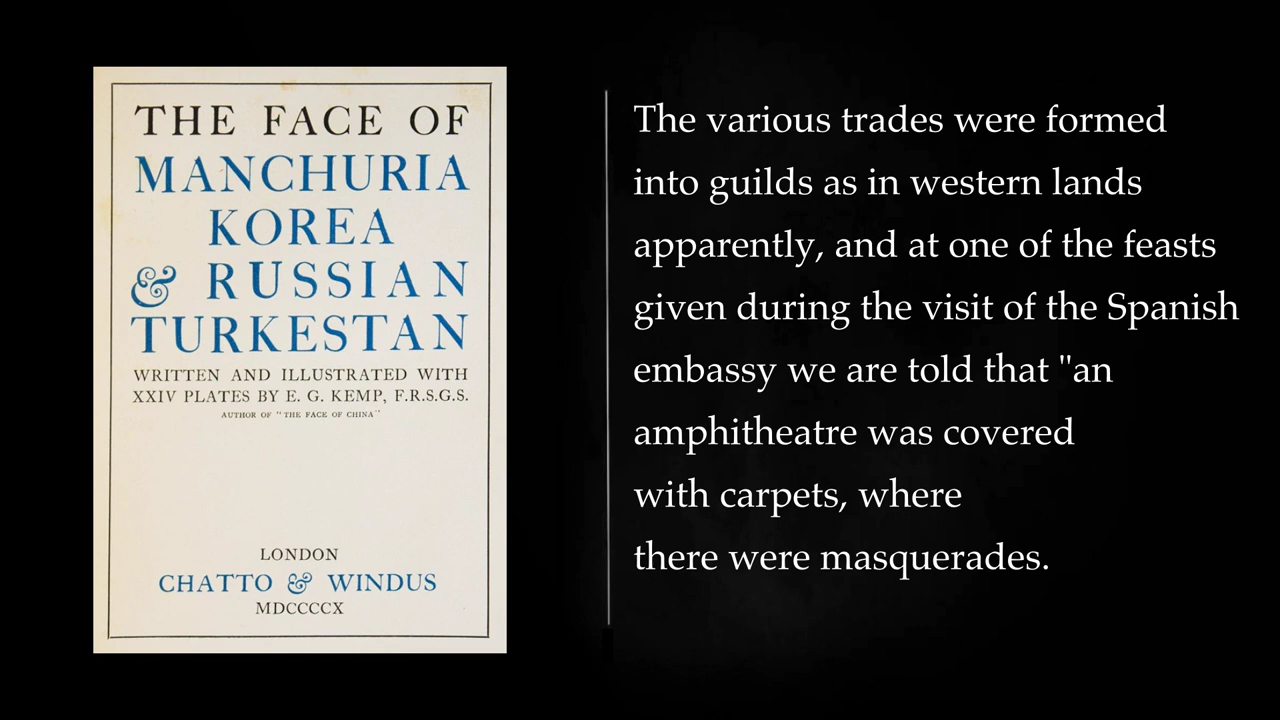 THE FACE OF
MANCHURIA
KOREA
& RUSSIAN
TURKESTAN
WRITTEN AND ILLUSTRATED WITH
XXIV PLATES BY E. G. KEMP, F.R.S.G.S.
AUTHOR OF "THE FACE OF CHINA"
LONDON
CHATTO & WINDUS
MDCCCCX
The various trades were formed
into guilds as in western lands
apparently, and at one of the feasts
given during the visit of the Spanish
embassy we are told that "an
amphitheatre was covered
with carpets, where
there were masquerades.